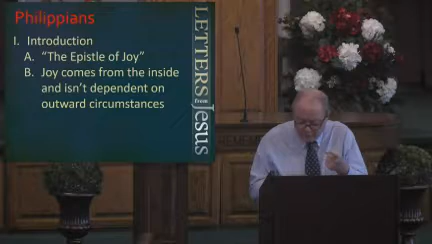 Philippians
I. Introduction
A. "The Epistle of Joy"
B. Joy comes from the inside
and isn't dependent on
outward circumstances
LETTERS
from
Jesus